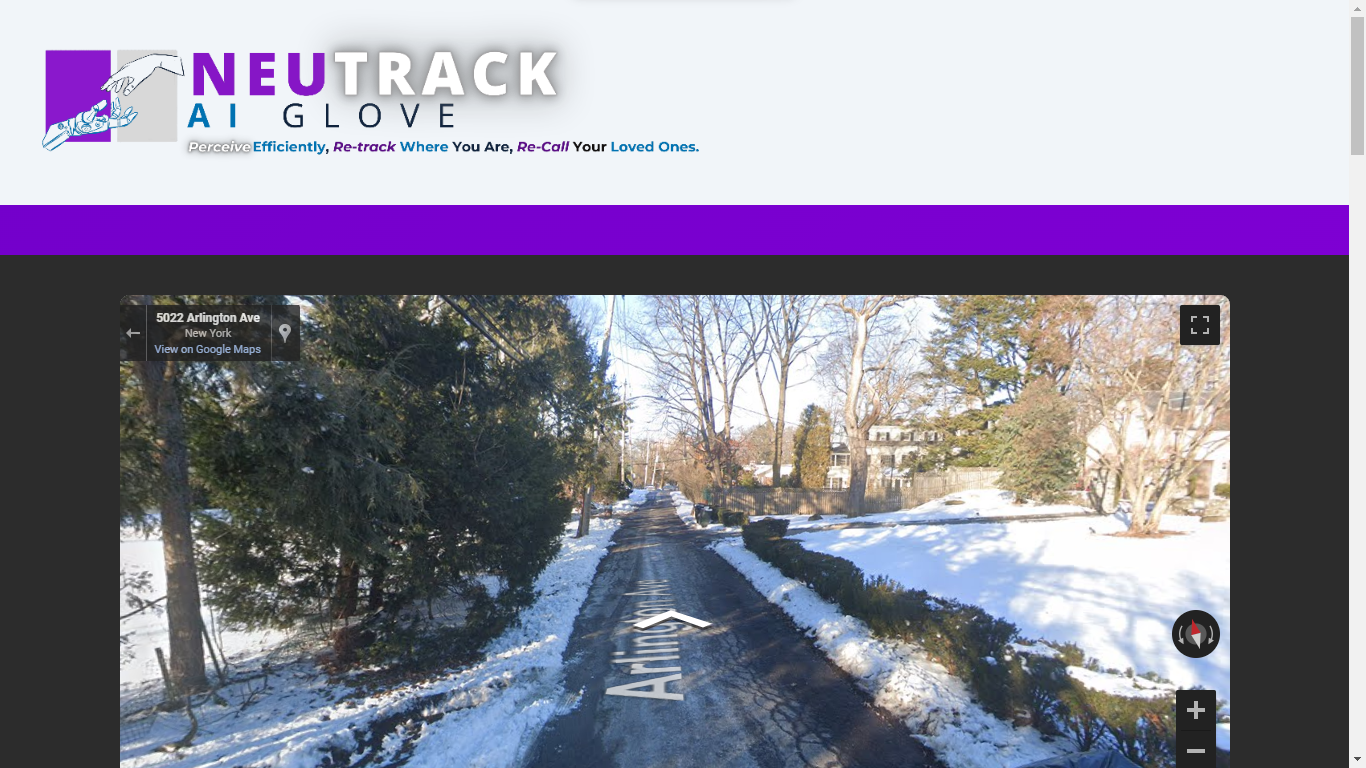 NEUTRACK
AI GLOVE
Perceive Efficiently, Re-track Where You Are, Re-Call Your Loved Ones.
5022 Arlington Ave
New York
View on Google Maps
Arlington Ave